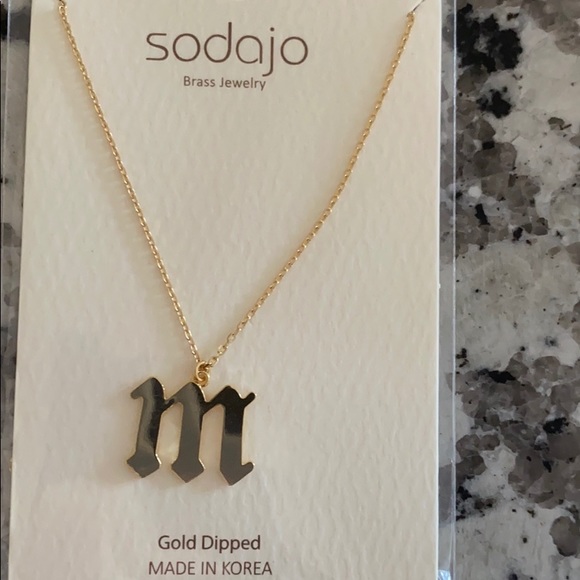 sodajo
Brass Jewelry
m
Gold Dipped
MADE IN KOREA